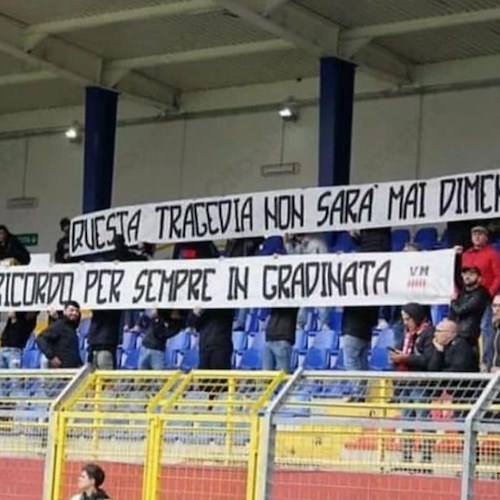 QUESTA TRAGEDIA NON SARA' MAI
RICORDO PER SEMPRE IN GRADINATA VM